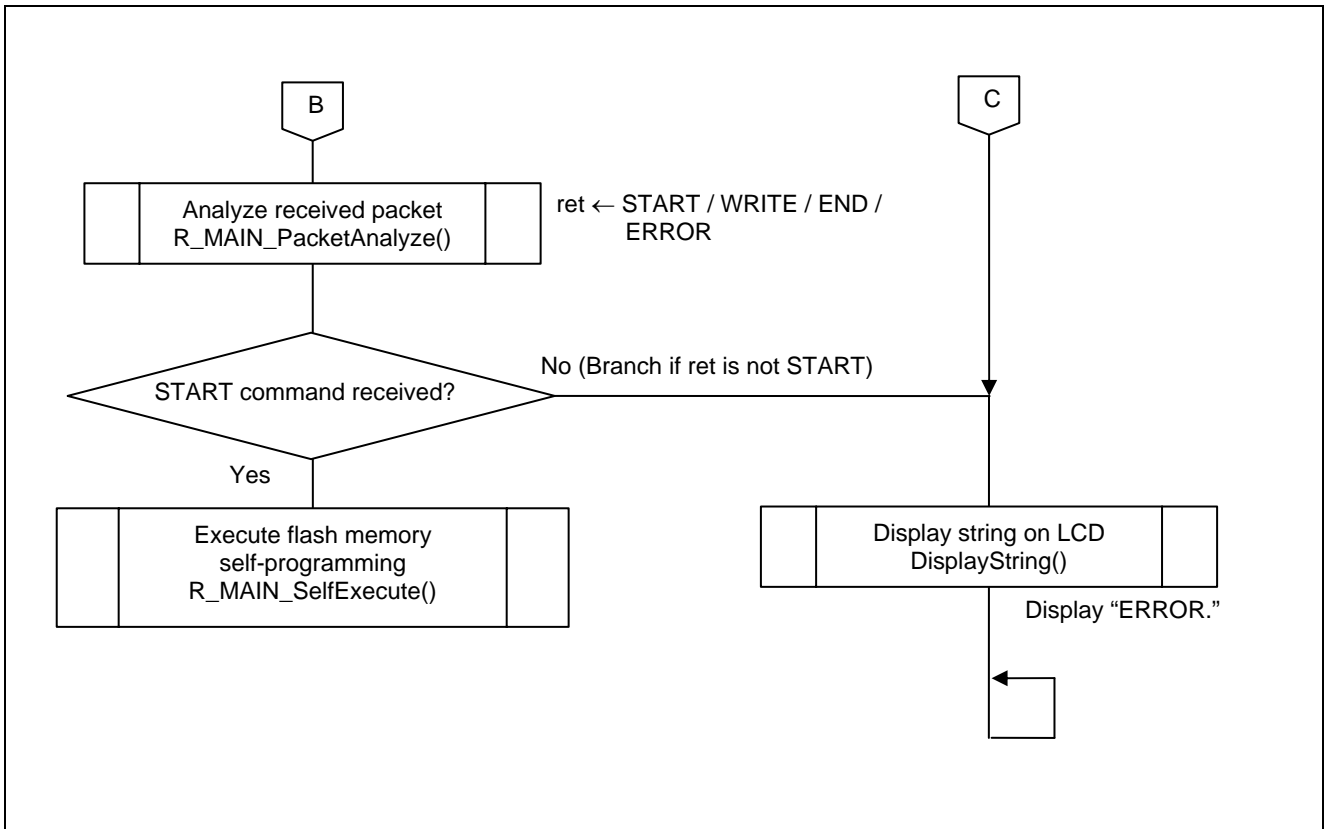 B
C
Analyze received packet
R_MAIN_PacketAnalyze()
ret ← START / WRITE / END /
ERROR
No (Branch if ret is not START)
START command received?
Yes
Execute flash memory
self-programming
R_MAIN_SelfExecute()
Display string on LCD
DisplayString()
Display “ERROR.”